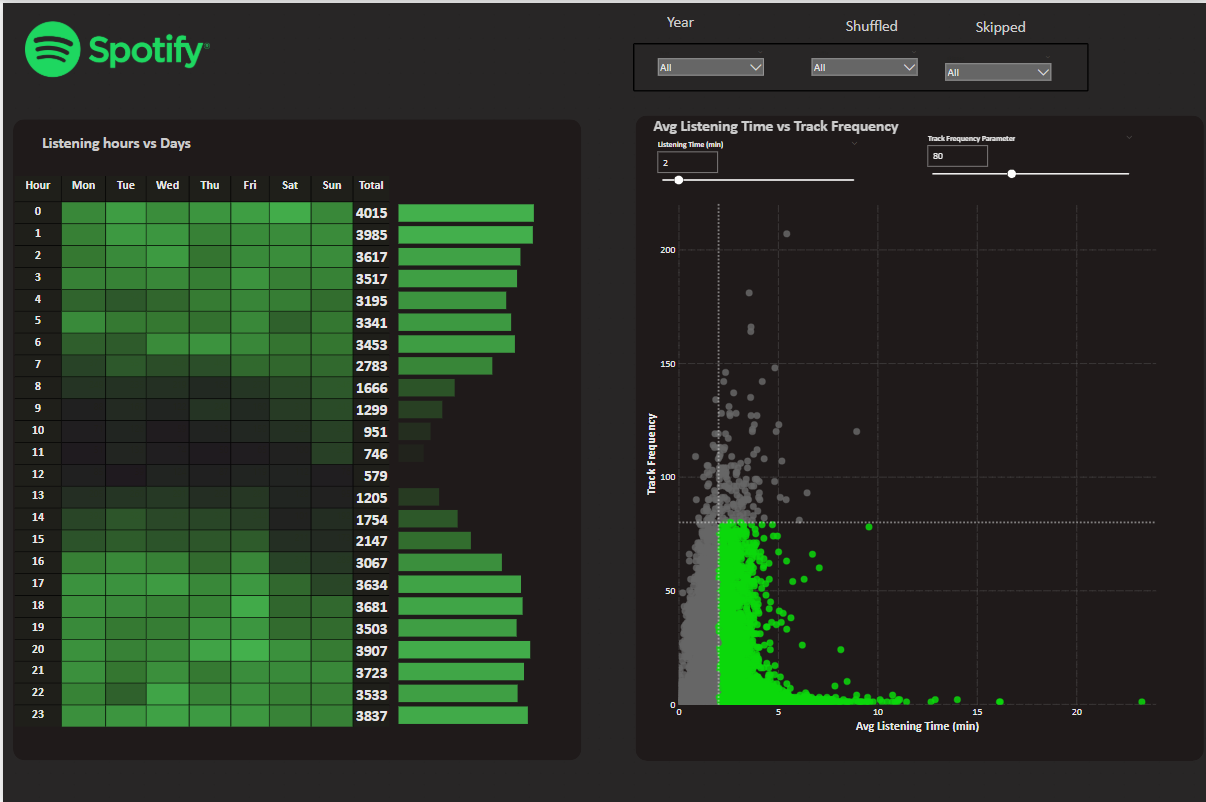 Spotify®
Year Shuffled Skipped
All All All
Listening hours vs Days
Hour Mon Tue Wed Thu Fri Sat Sun Total
0 4015
1 3985
2 3617
3 3517
4 3195
5 3341
6 3453
7 2783
8 1666
9 1299
10 951
11 746
12 579
13 1205
14 1754
15 2147
16 3067
17 3634
18 3681
19 3503
20 3907
21 3723
22 3533
23 3837
Avg Listening Time vs Track Frequency
Listening Time (min)
2
Track Frequency Parameter
80
Track Frequency
200
150
100
50
0
0 5 10 15 20
Avg Listening Time (min)